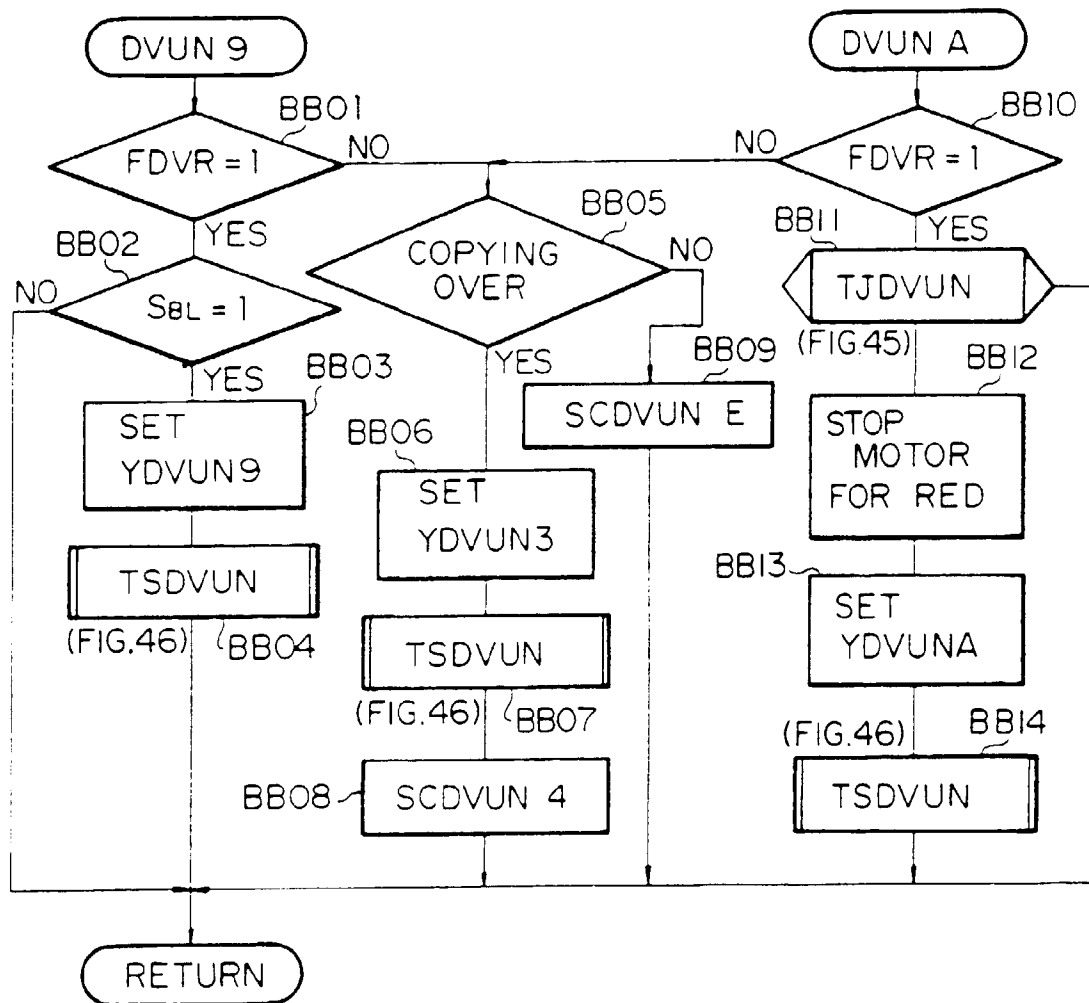 DVUN 9
BB01
FDVR = 1
NO
YES
BB02
NO
SBL = 1
YES
BB03
SET
YDVUN9
TSDVUN
(FIG.46)
BB04
BB05
COPYING
OVER
NO
YES
BB06
SET
YDVUN3
TSDVUN
(FIG.46)
BB07
BB08
SCDVUN 4
BB09
SCDVUN E
DVUN A
BB10
NO
FDVR = 1
YES
BB11
TJDVUN
(FIG.45)
BB12
STOP
MOTOR
FOR RED
BB13
SET
YDVUNA
(FIG.46)
BB14
TSDVUN
RETURN